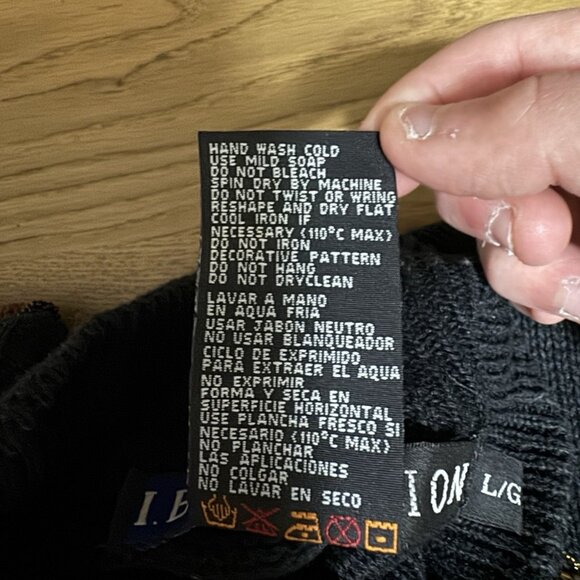 HAND WASH COLD
USE MILD SOAP
DO NOT BLEACH
SPIN DRY BY MACHINE
DO NOT TWIST OR WRING
RESHAPE AND DRY FLAT
COOL IRON IF
NECESSARY (110°C MAX)
DO NOT IRON
DECORATIVE PATTERN
DO NOT HANG
DO NOT DRYCLEAN
LAVAR A MANO
EN AQUA FRIA
USAR JABON NEUTRO
NO USAR BLANQUEADOR
CICLO DE EXPRIMIDO
PARA EXTRAER EL AQUA
NO EXPRIMIR
FORMA Y SECA EN
SUPERFICIE HORIZONTAL
USE PLANCHA FRESCO SI
NECESARIO (110°C MAX)
NO PLANCHAR
LAS APLICACIONES
NO COLGAR
NO LAVAR EN SECO
I.B
ION
L/G